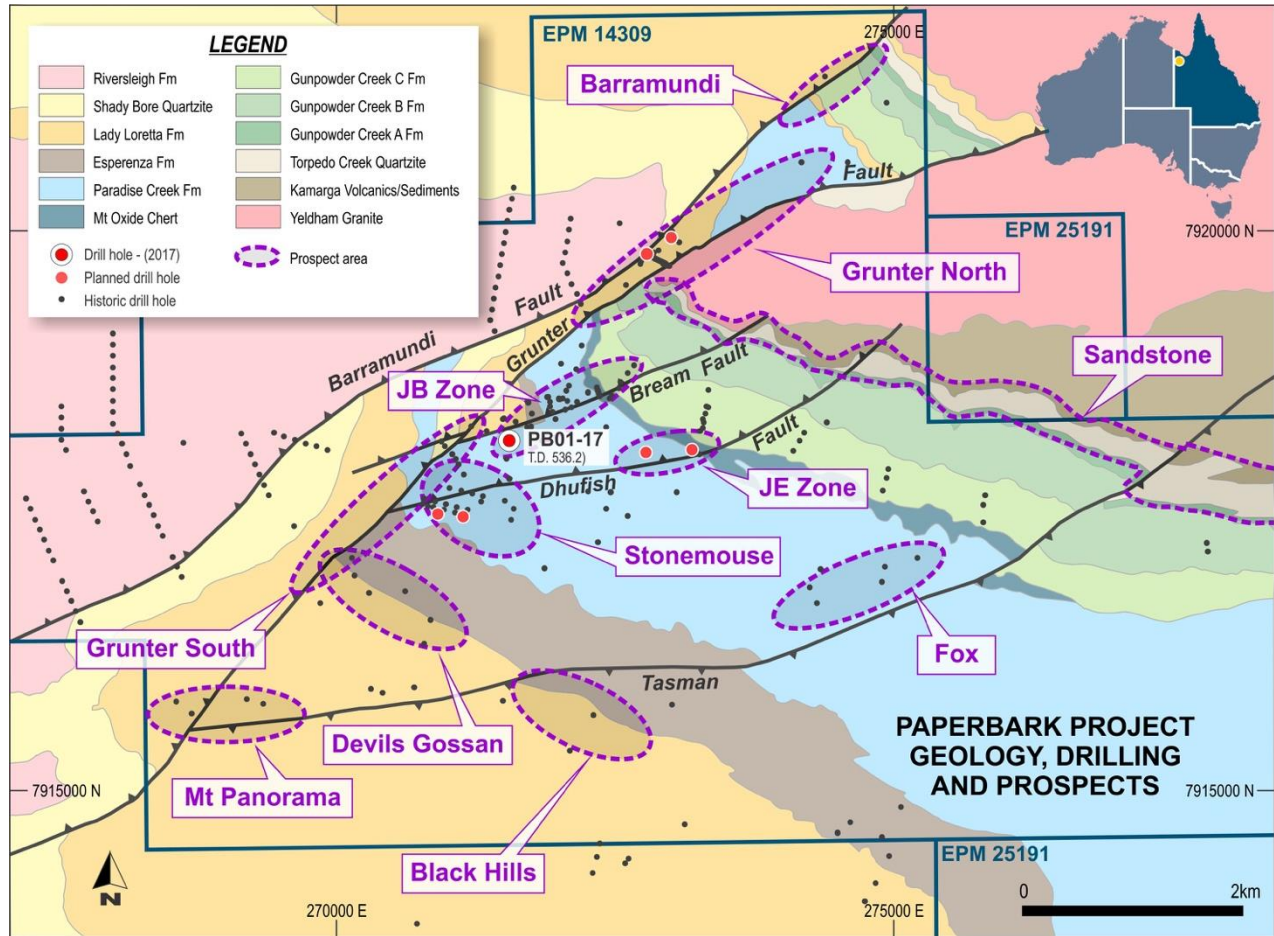 EPM 14309
275000 E
LEGEND
Riversleigh Fm
Shady Bore Quartzite
Lady Loretta Fm
Esperenza Fm
Paradise Creek Fm
Mt Oxide Chert
Gunpowder Creek C Fm
Gunpowder Creek B Fm
Gunpowder Creek A Fm
Torpedo Creek Quartzite
Kamarga Volcanics/Sediments
Yeldham Granite
Drill hole - (2017)
Planned drill hole
Historic drill hole
Prospect area
Barramundi
Fault
7920000 N
EPM 25191
Grunter North
Sandstone
Barramundi Fault
Grunter
JB Zone
Bream Fault
PB01-17
T.D. 536.2)
Dhufish Fault
JE Zone
Stonemouse
Grunter South
Fox
Tasman
Devils Gossan
Mt Panorama
Black Hills
PAPERBARK PROJECT
GEOLOGY, DRILLING
AND PROSPECTS
7915000 N
7915000 N
EPM 25191
N
270000 E
275000 E
0 2km